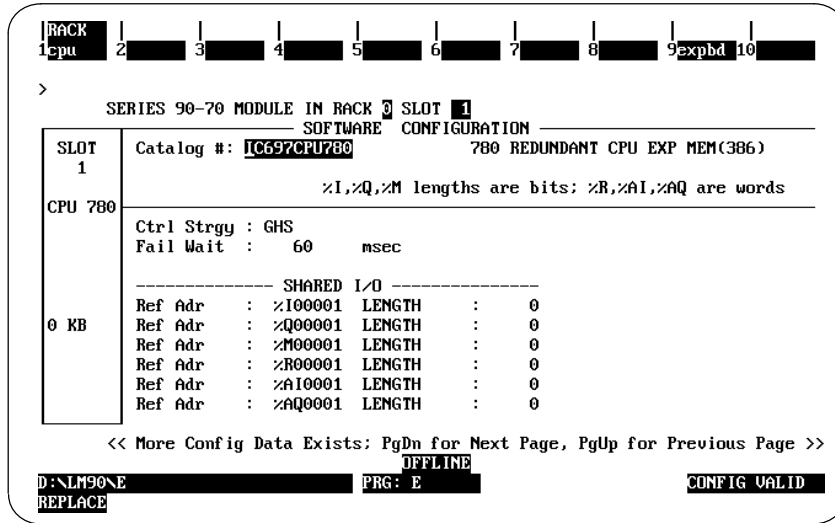 RACK
1cpu 2 3 4 5 6 7 8 9expbd 10
>
SERIES 90-70 MODULE IN RACK 0 SLOT 1
SOFTWARE CONFIGURATION
SLOT Catalog #: IC697CPU780 780 REDUNDANT CPU EXP MEM(386)
1
%I,%Q,%M lengths are bits; %R,%AI,%AQ are words
CPU 780
Ctrl Strgy : GHS
Fail Wait : 60 msec
-------------- SHARED I/O ---------------
Ref Adr : %I00001 LENGTH : 0
0 KB Ref Adr : %Q00001 LENGTH : 0
Ref Adr : %M00001 LENGTH : 0
Ref Adr : %R00001 LENGTH : 0
Ref Adr : %AI0001 LENGTH : 0
Ref Adr : %AQ0001 LENGTH : 0
<< More Config Data Exists; PgDn for Next Page, PgUp for Previous Page >>
OFFLINE
D:\LM90\E PRG: E CONFIG VALID
REPLACE